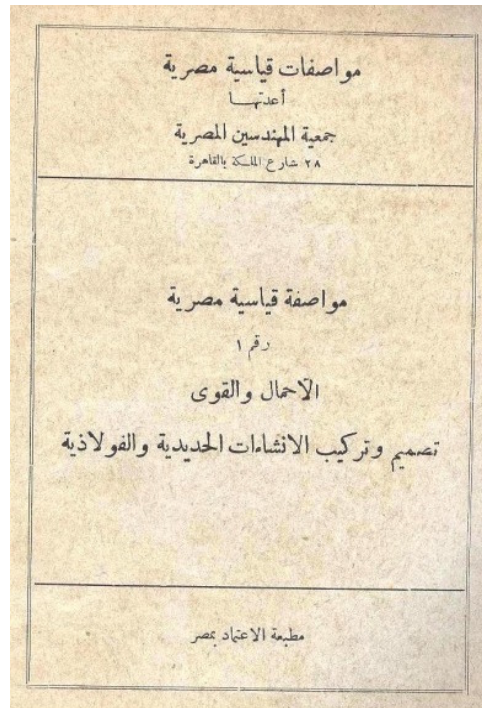 مواصفات قياسية مصرية
أعدتها
جمعية المهندسين المصرية
٢٨ شارع الملكة بالقاهرة
مواصفة قياسية مصرية
رقم ١
الأحمال والقوى
تصميم وتركيب الانشاءات الحديدية والفولاذية
مطبعة الاعتماد بمصر